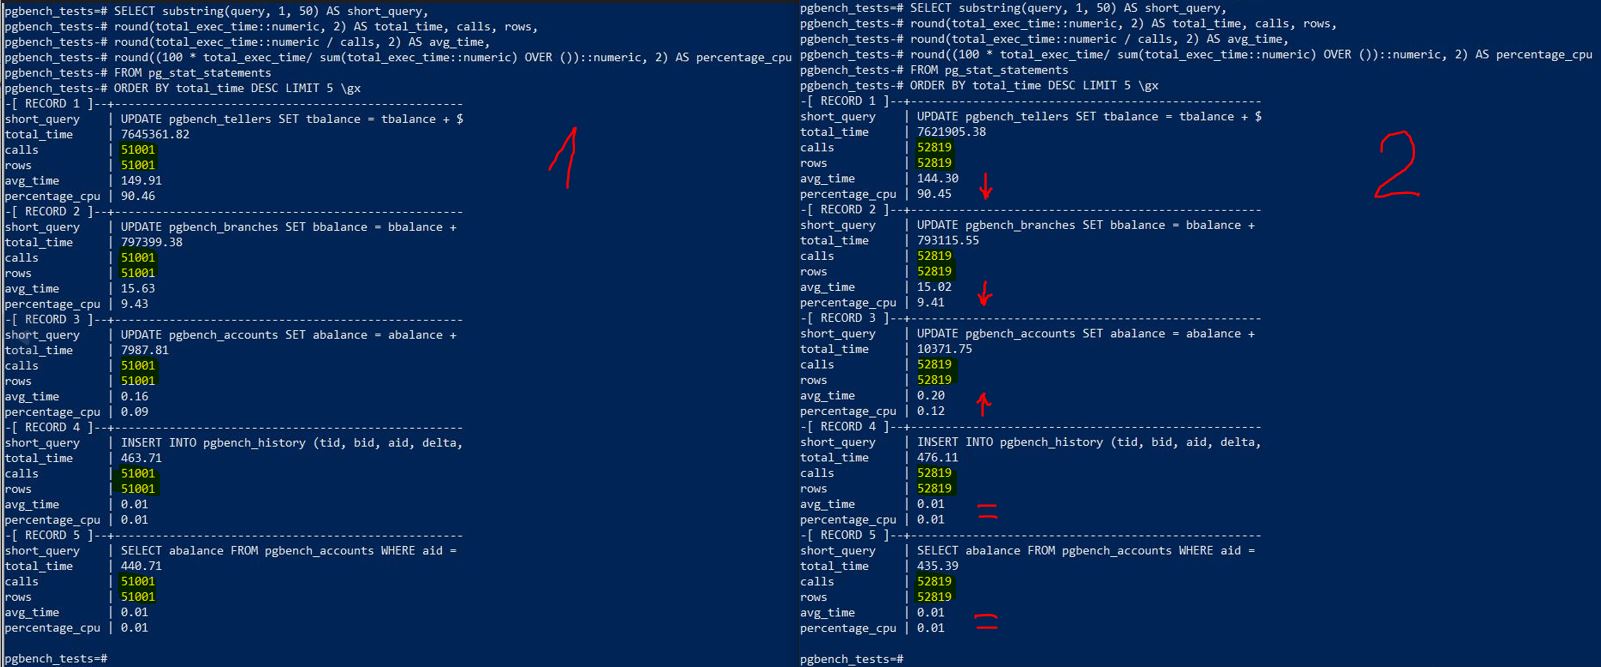 pgbench_tests=# SELECT substring(query, 1, 50) AS short_query,
pgbench_tests-# round(total_exec_time::numeric, 2) AS total_time, calls, rows,
pgbench_tests-# round(total_exec_time::numeric / calls, 2) AS avg_time,
pgbench_tests-# round((100 * total_exec_time/ sum(total_exec_time::numeric) OVER ())::numeric, 2) AS percentage_cpu
pgbench_tests-# FROM pg_stat_statements
pgbench_tests-# ORDER BY total_time DESC LIMIT 5 \gx
-[ RECORD 1 ]--+---------------------------------------------------
short_query | UPDATE pgbench_tellers SET tbalance = tbalance + $
total_time | 7645361.82
calls | 51001
rows | 51001
avg_time | 149.91
percentage_cpu | 90.46
-[ RECORD 2 ]--+---------------------------------------------------
short_query | UPDATE pgbench_branches SET bbalance = bbalance +
total_time | 797399.38
calls | 51001
rows | 51001
avg_time | 15.63
percentage_cpu | 9.43
-[ RECORD 3 ]--+---------------------------------------------------
short_query | UPDATE pgbench_accounts SET abalance = abalance +
total_time | 7987.81
calls | 51001
rows | 51001
avg_time | 0.16
percentage_cpu | 0.09
-[ RECORD 4 ]--+---------------------------------------------------
short_query | INSERT INTO pgbench_history (tid, bid, aid, delta,
total_time | 463.71
calls | 51001
rows | 51001
avg_time | 0.01
percentage_cpu | 0.01
-[ RECORD 5 ]--+---------------------------------------------------
short_query | SELECT abalance FROM pgbench_accounts WHERE aid =
total_time | 440.71
calls | 51001
rows | 51001
avg_time | 0.01
percentage_cpu | 0.01
pgbench_tests=#
1
pgbench_tests=# SELECT substring(query, 1, 50) AS short_query,
pgbench_tests-# round(total_exec_time::numeric, 2) AS total_time, calls, rows,
pgbench_tests-# round(total_exec_time::numeric / calls, 2) AS avg_time,
pgbench_tests-# round((100 * total_exec_time/ sum(total_exec_time::numeric) OVER ())::numeric, 2) AS percentage_cpu
pgbench_tests-# FROM pg_stat_statements
pgbench_tests-# ORDER BY total_time DESC LIMIT 5 \gx
-[ RECORD 1 ]--+---------------------------------------------------
short_query | UPDATE pgbench_tellers SET tbalance = tbalance + $
total_time | 7621905.38
calls | 52819
rows | 52819
avg_time | 144.30 ↓
percentage_cpu | 90.45
-[ RECORD 2 ]--+---------------------------------------------------
short_query | UPDATE pgbench_branches SET bbalance = bbalance +
total_time | 793115.55
calls | 52819
rows | 52819
avg_time | 15.02 ↓
percentage_cpu | 9.41
-[ RECORD 3 ]--+---------------------------------------------------
short_query | UPDATE pgbench_accounts SET abalance = abalance +
total_time | 10371.75
calls | 52819
rows | 52819
avg_time | 0.20 ↑
percentage_cpu | 0.12
-[ RECORD 4 ]--+---------------------------------------------------
short_query | INSERT INTO pgbench_history (tid, bid, aid, delta,
total_time | 476.11
calls | 52819
rows | 52819
avg_time | 0.01 =
percentage_cpu | 0.01
-[ RECORD 5 ]--+---------------------------------------------------
short_query | SELECT abalance FROM pgbench_accounts WHERE aid =
total_time | 435.39
calls | 52819
rows | 52819
avg_time | 0.01 =
percentage_cpu | 0.01
pgbench_tests=#
2